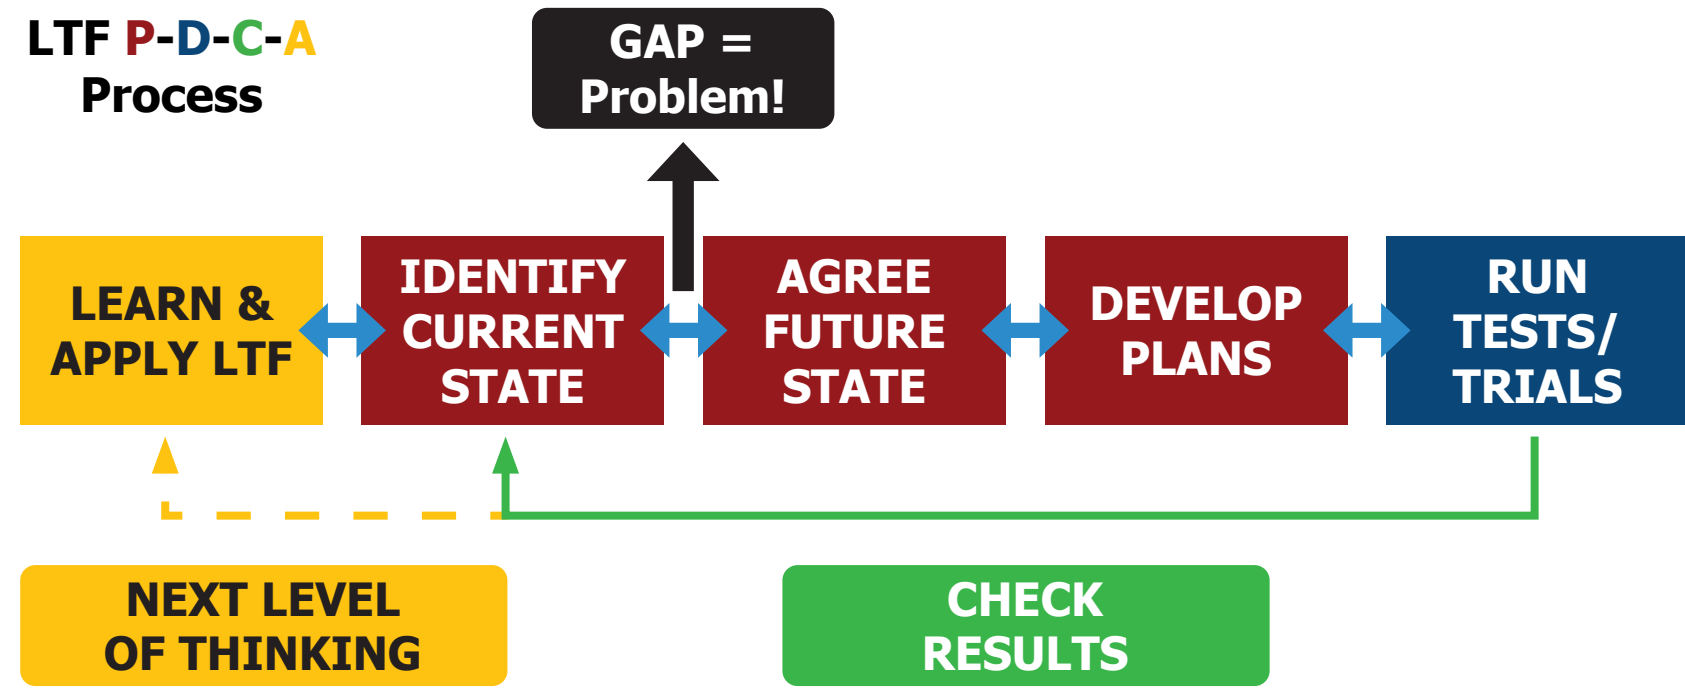 LTF P-D-C-A
Process
GAP =
Problem!
LEARN &
APPLY LTF
IDENTIFY
CURRENT
STATE
AGREE
FUTURE
STATE
DEVELOP
PLANS
RUN
TESTS/
TRIALS
NEXT LEVEL
OF THINKING
CHECK
RESULTS